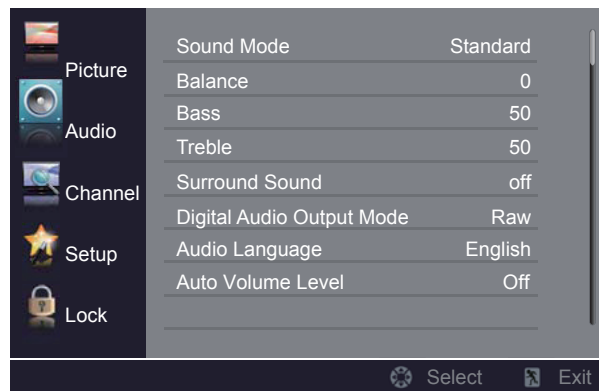 Picture
Audio
Channel
Setup
Lock
Sound Mode Standard
Balance 0
Bass 50
Treble 50
Surround Sound off
Digital Audio Output Mode Raw
Audio Language English
Auto Volume Level Off
Select Exit